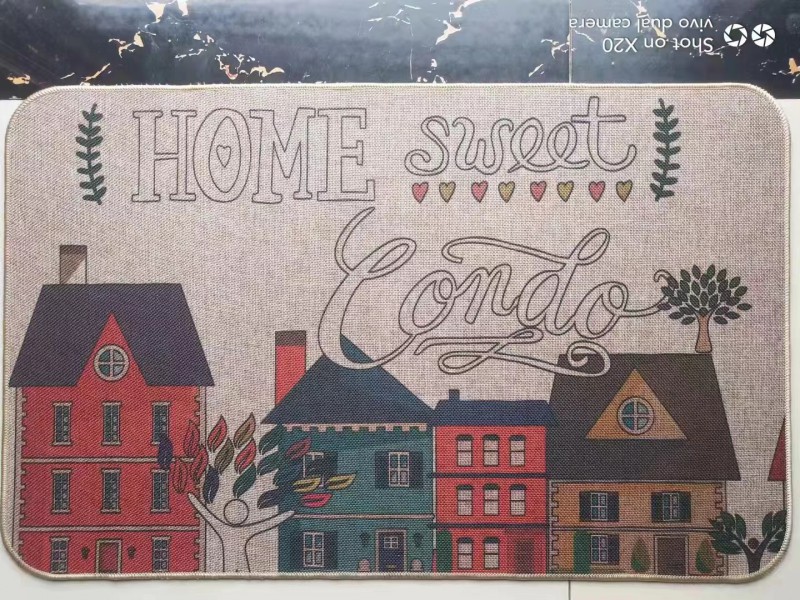 Shot on X20
vivo dual camera
HOME sweet
Condo